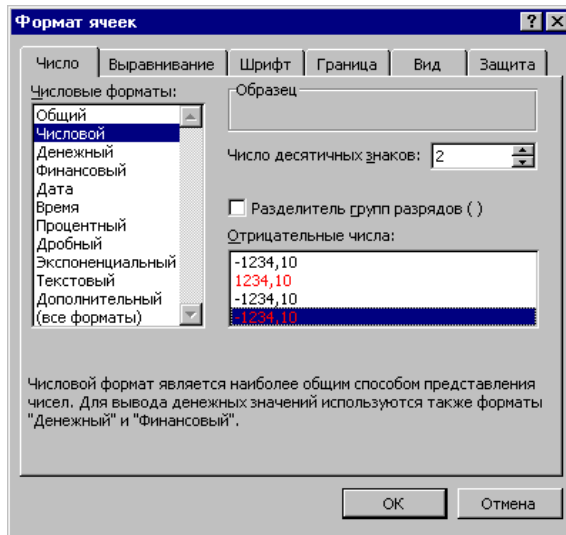 Формат ячеек
Число Выравнивание Шрифт Граница Вид Защита
Числовые форматы:
Общий
Числовой
Денежный
Финансовый
Дата
Время
Процентный
Дробный
Экспоненциальный
Текстовый
Дополнительный
(все форматы)
Образец
Число десятичных знаков: 2
Разделитель групп разрядов ( )
Отрицательные числа:
-1234,10
1234,10
-1234,10
-1234,10
Числовой формат является наиболее общим способом представления
чисел. Для вывода денежных значений используются также форматы
"Денежный" и "Финансовый".
ОК Отмена